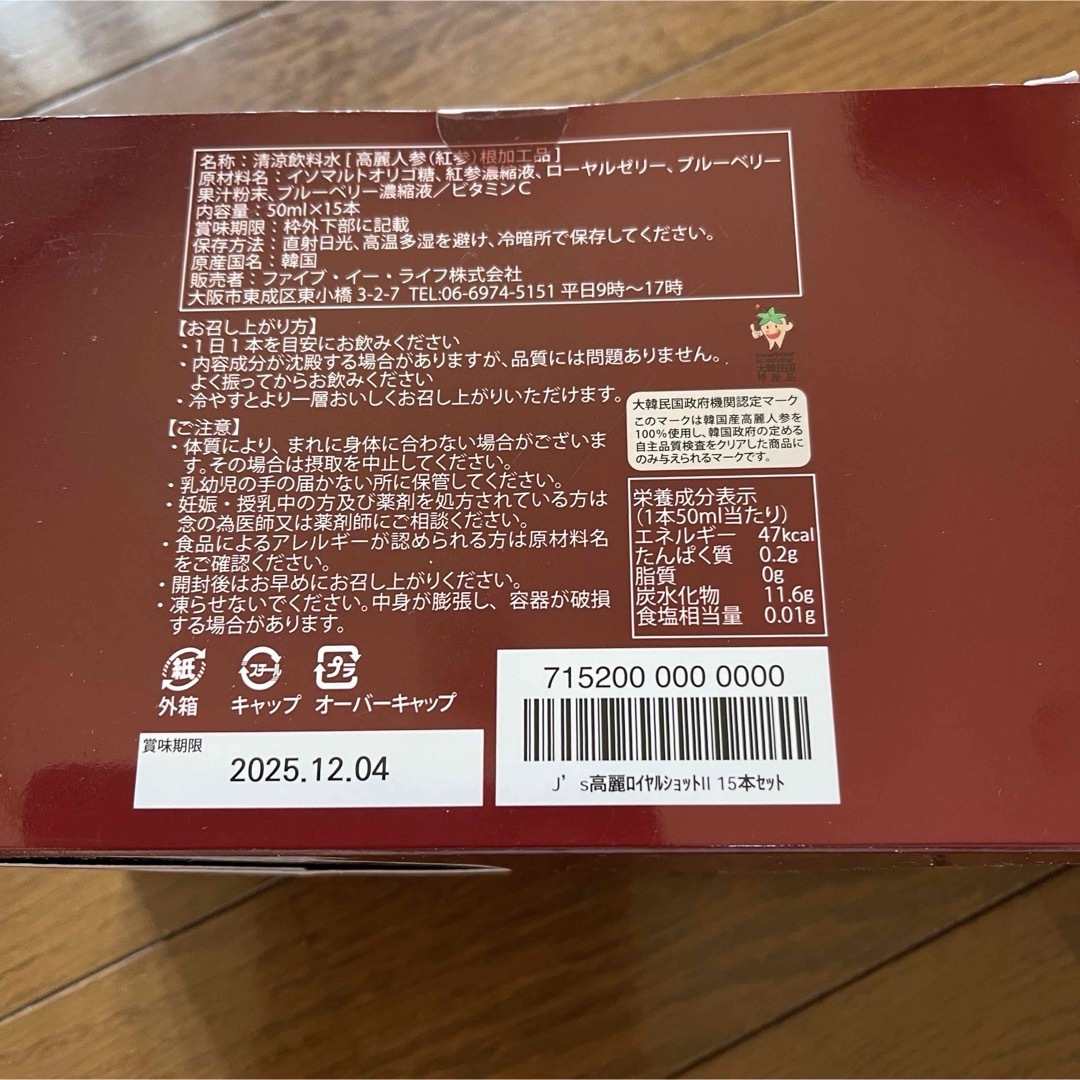 名称：清涼飲料水 [ 高麗人参（紅参）根加工品 ]
原材料名：イソマルトオリゴ糖、紅参濃縮液、ローヤルゼリー、ブルーベリー
果汁粉末、ブルーベリー濃縮液／ビタミンC
内容量：50ml×15本
賞味期限：枠外下部に記載
保存方法：直射日光、高温多湿を避け、冷暗所で保存してください。
原産国名：韓国
販売者：ファイブ・イー・ライフ株式会社
大阪市東成区東小橋 3-2-7 TEL:06-6974-5151 平日9時〜17時
【お召し上がり方】
・1日1本を目安にお飲みください
・内容成分が沈殿する場合がありますが、品質には問題ありません。
よく振ってからお飲みください
・冷やすとより一層おいしくお召し上がりいただけます。
【ご注意】
・体質により、まれに身体に合わない場合がございま
す。その場合は摂取を中止してください。
・乳幼児の手の届かない所に保管してください。
・妊娠・授乳中の方及び薬剤を処方されている方は
念の為医師又は薬剤師にご相談ください。
・食品によるアレルギーが認められる方は原材料名
をご確認ください。
・開封後はお早めにお召し上がりください。
・凍らせないでください。中身が膨張し、容器が破損
する場合があります。
大韓民国
特産品
大韓民国政府機関認定マーク
このマークは韓国産高麗人参を
100%使用し、韓国政府の定める
自主品質検査をクリアした商品に
のみ与えられるマークです。
栄養成分表示
（1本50ml当たり）
エネルギー 47kcal
たんぱく質 0.2g
脂質 0g
炭水化物 11.6g
食塩相当量 0.01g
紙 スチール プラ
外箱 キャップ オーバーキャップ
賞味期限
2025.12.04
715200 000 0000
J’s高麗ﾛｲﾔﾙｼｮｯﾄII 15本ｾｯﾄ